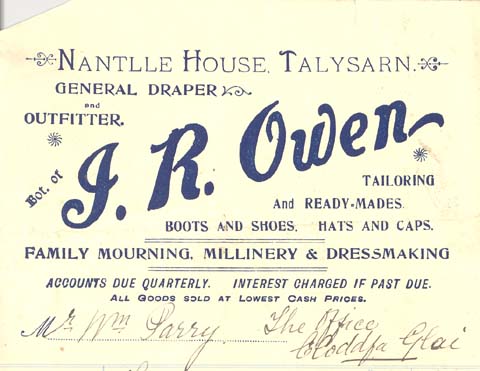 NANTLLE HOUSE, TALYSARN.
GENERAL DRAPER
and
OUTFITTER.
Bot. of
J. R. Owen
TAILORING
AND READY-MADES.
BOOTS AND SHOES. HATS AND CAPS.
FAMILY MOURNING, MILLINERY & DRESSMAKING
ACCOUNTS DUE QUARTERLY. INTEREST CHARGED IF PAST DUE.
ALL GOODS SOLD AT LOWEST CASH PRICES.
Mr Wm Parry. The Office
Cloddfa Glai